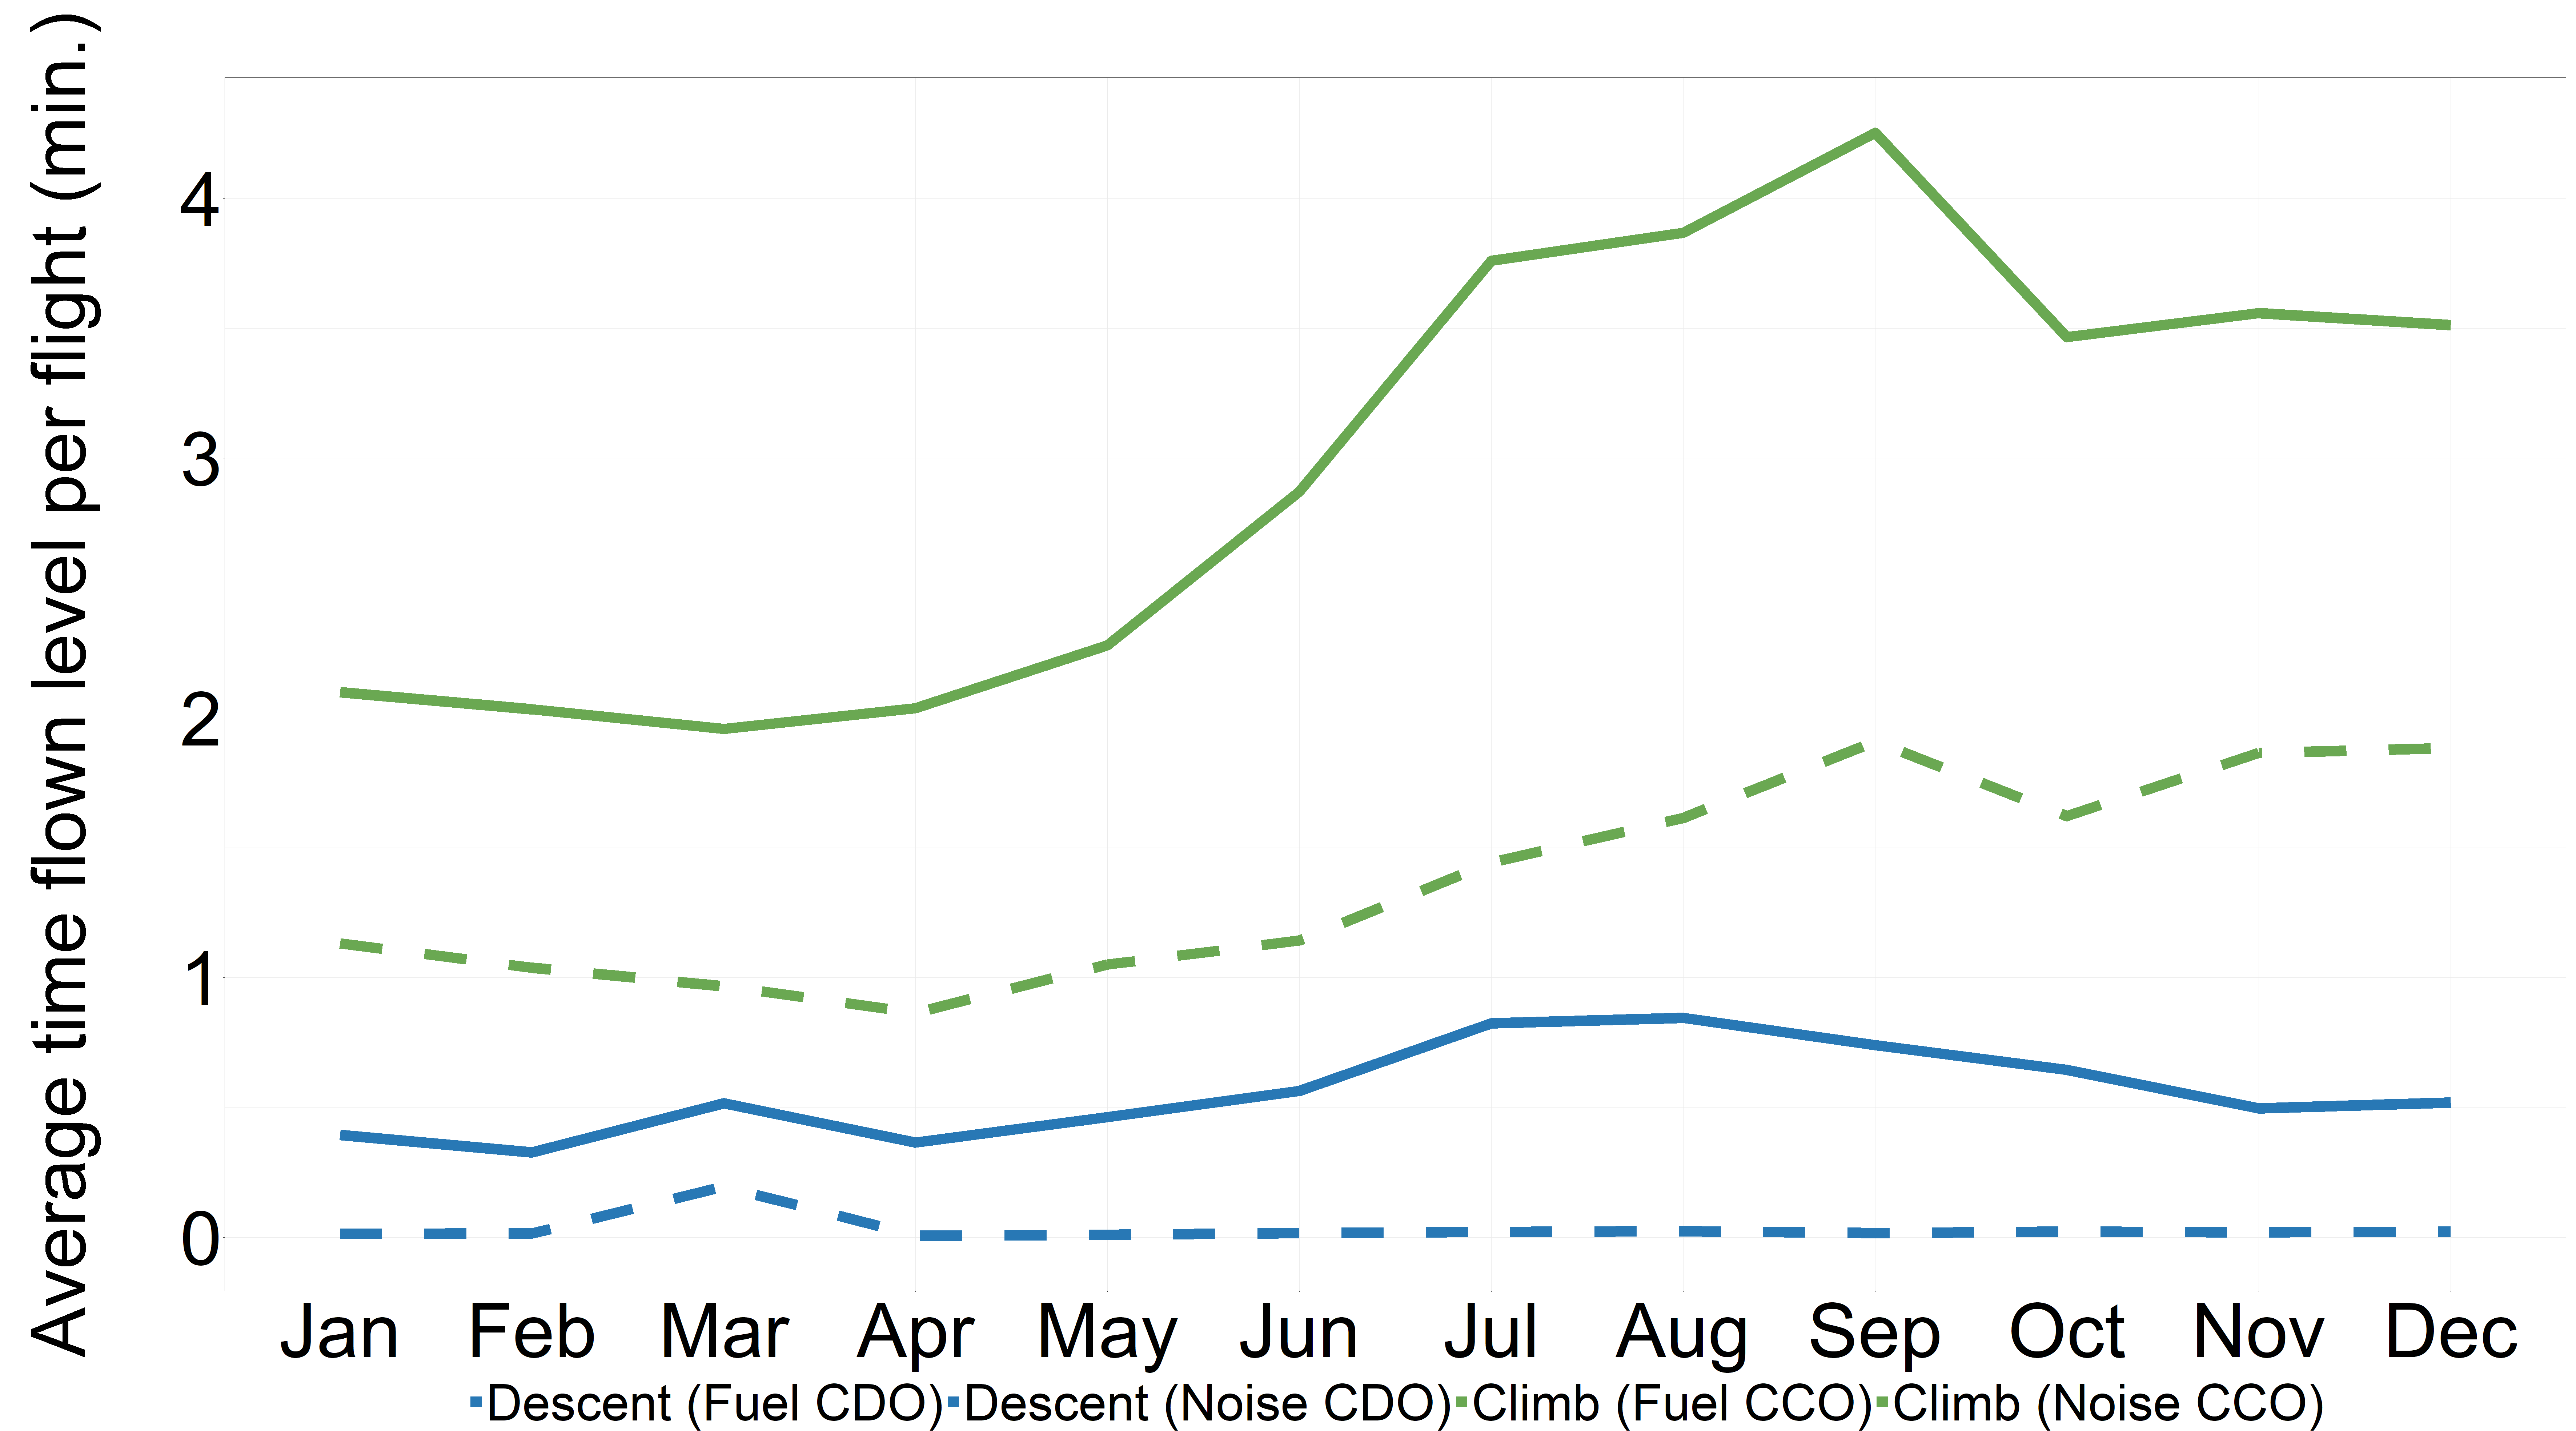 Average time flown level per flight (min.)
4
3
2
1
0
Jan Feb Mar Apr May Jun Jul Aug Sep Oct Nov Dec
Descent (Fuel CDO) Descent (Noise CDO) Climb (Fuel CCO) Climb (Noise CCO)